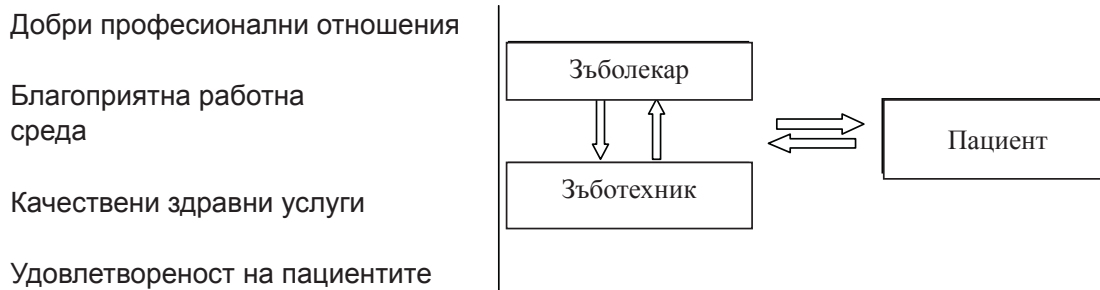 Добри професионални отношения
Благоприятна работна
среда
Качествени здравни услуги
Удовлетвореност на пациентите
Зъболекар
Зъботехник
Пациент